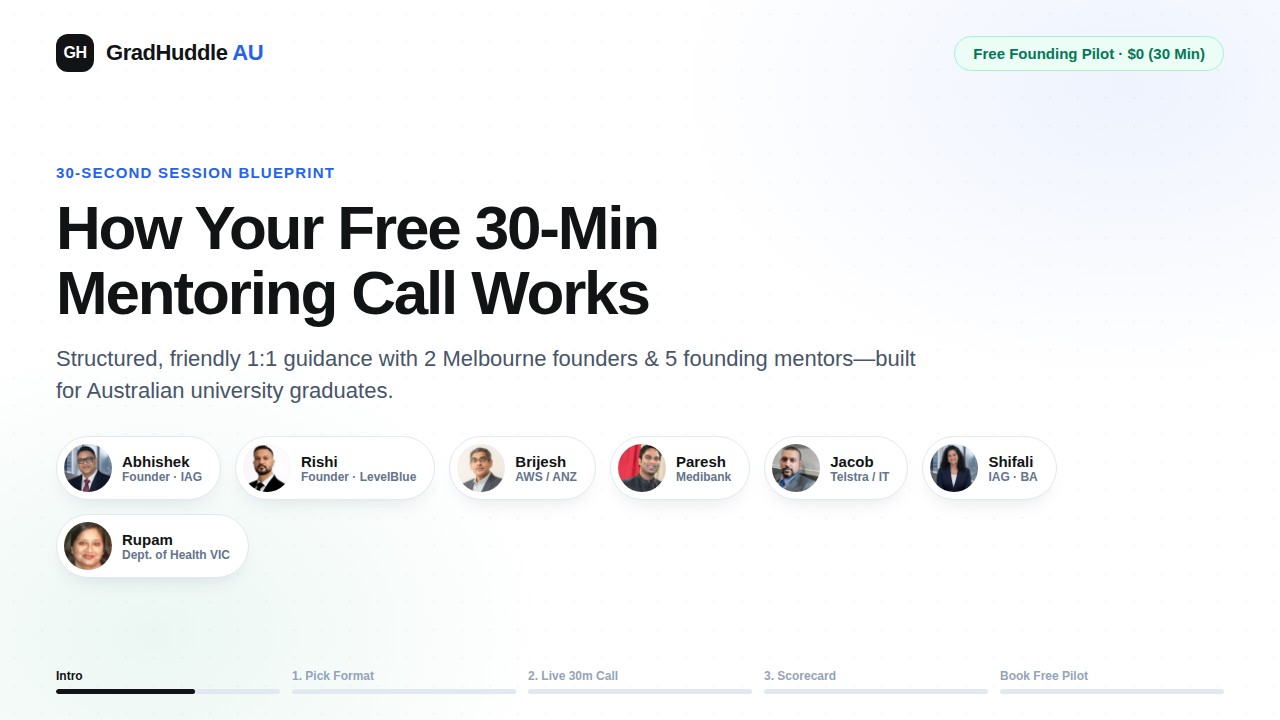 GH GradHuddle AU
Free Founding Pilot · $0 (30 Min)
30-SECOND SESSION BLUEPRINT
How Your Free 30-Min
Mentoring Call Works
Structured, friendly 1:1 guidance with 2 Melbourne founders & 5 founding mentors—built
for Australian university graduates.
Abhishek
Founder · IAG
Rishi
Founder · LevelBlue
Brijesh
AWS / ANZ
Paresh
Medibank
Jacob
Telstra / IT
Shifali
IAG · BA
Rupam
Dept. of Health VIC
Intro
1. Pick Format
2. Live 30m Call
3. Scorecard
Book Free Pilot